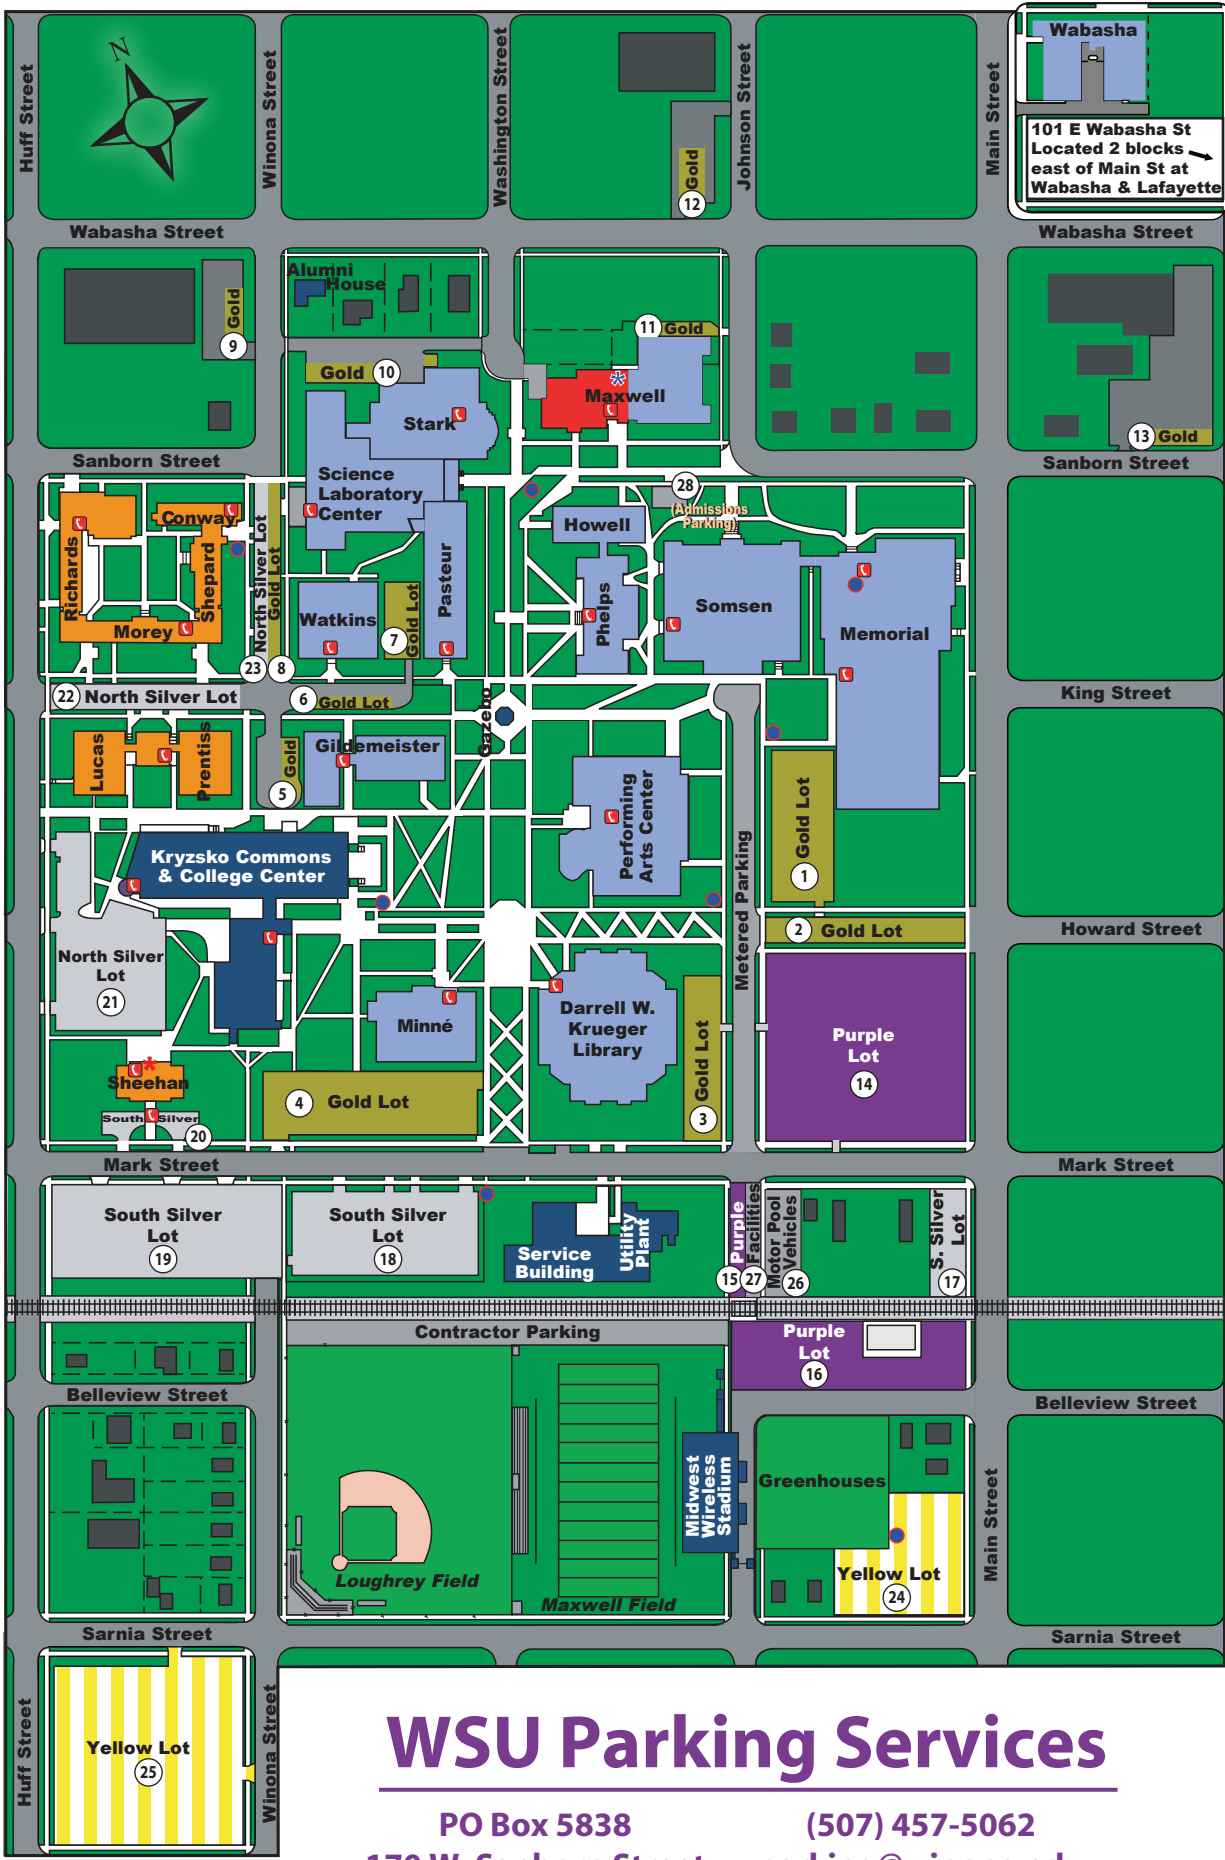 N
Huff Street
Winona Street
Washington Street
Johnson Street
Main Street
Wabasha
101 E Wabasha St
Located 2 blocks
east of Main St at
Wabasha & Lafayette
Gold
12
Wabasha Street
Wabasha Street
Alumni
House
Gold
9
Gold 10
11 Gold
Stark
*
Maxwell
13 Gold
Sanborn Street
Sanborn Street
Science
Laboratory
Center
28
(Admissions
Parking)
Richards
Conway
Shepard
Morey
North Silver Lot
Gold Lot
23
8
Watkins
7
Gold Lot
Pasteur
Howell
Phelps
Somsen
Memorial
22 North Silver Lot
6 Gold Lot
King Street
Gazebo
Lucas
Prentiss
Gold
5
Gildemeister
Performing
Arts Center
Metered Parking
Gold Lot
1
Kryzsko Commons
& College Center
2 Gold Lot
Howard Street
North Silver
Lot
21
Minné
Darrell W.
Krueger
Library
Gold Lot
3
Purple
Lot
14
*
Sheehan
South Silver
20
4 Gold Lot
Mark Street
Mark Street
South Silver
Lot
19
South Silver
Lot
18
Service
Building
Utility
Plant
Purple
15
Facilities
27
Motor Pool
Vehicles
26
S. Silver
Lot
17
Contractor Parking
Purple
Lot
16
Belleview Street
Belleview Street
Midwest
Wireless
Stadium
Greenhouses
Main Street
Loughrey Field
Maxwell Field
Yellow Lot
24
Sarnia Street
Sarnia Street
Huff Street
Yellow Lot
25
Winona Street
WSU Parking Services
PO Box 5838
(507) 457-5062